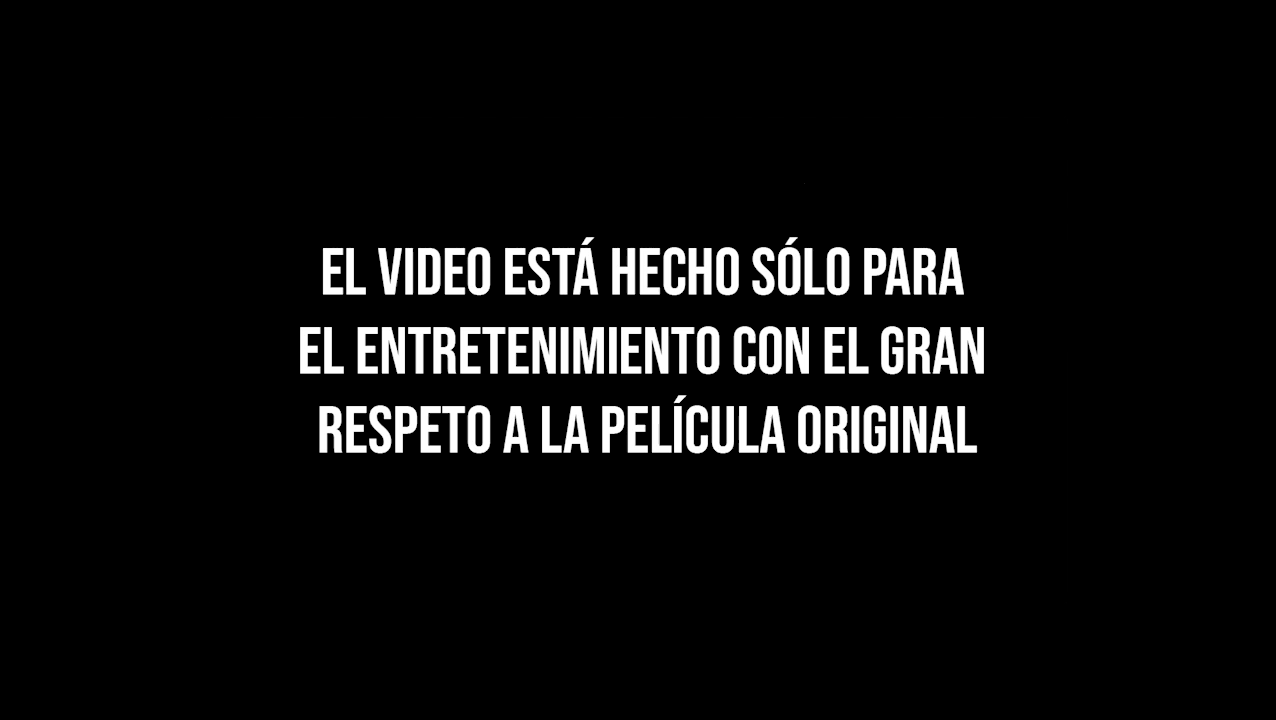 EL VIDEO ESTÁ HECHO SÓLO PARA
EL ENTRETENIMIENTO CON EL GRAN
RESPETO A LA PELÍCULA ORIGINAL